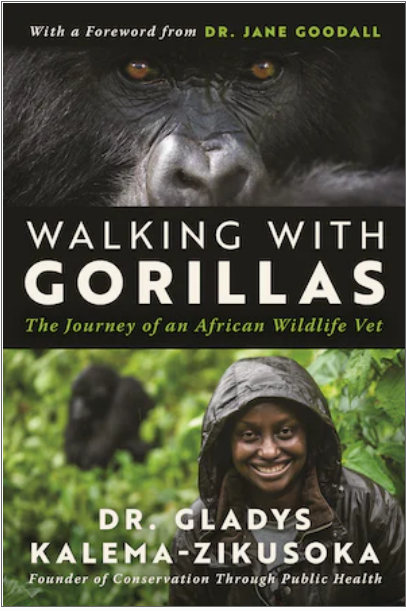 With a Foreword from DR. JANE GOODALL
WALKING WITH
GORILLAS
The Journey of an African Wildlife Vet
DR. GLADYS
KALEMA-ZIKUSOKA
Founder of Conservation Through Public Health